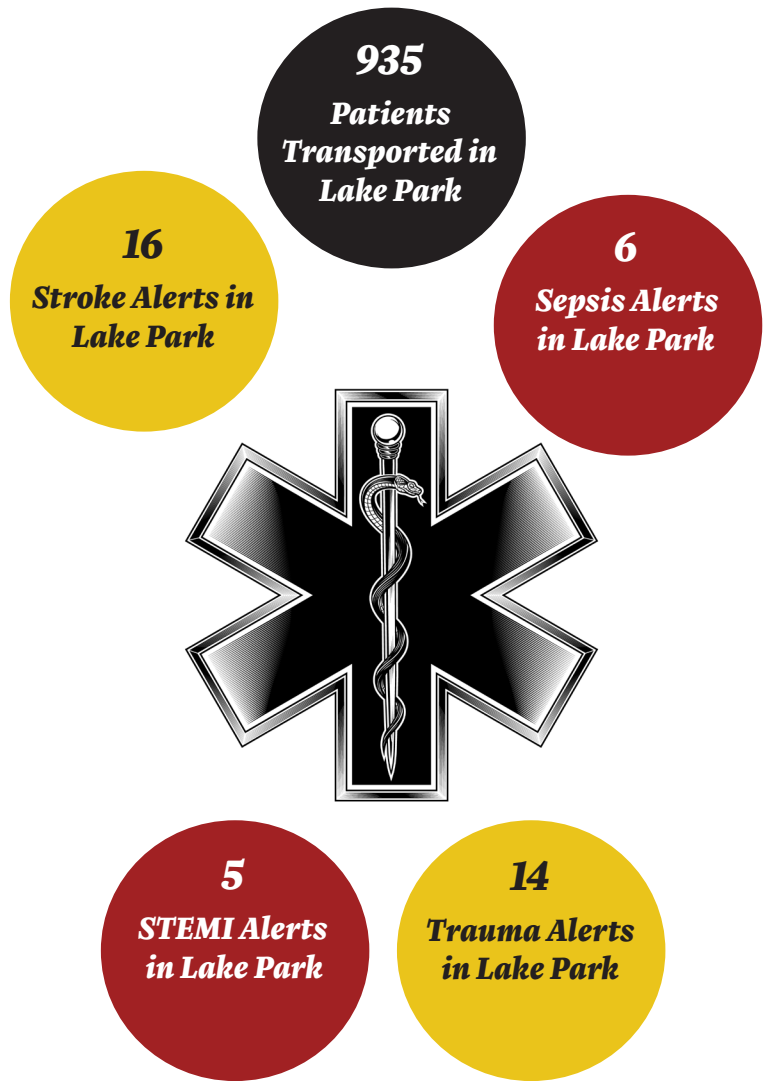 935
Patients
Transported in
Lake Park
16
Stroke Alerts in
Lake Park
6
Sepsis Alerts
in Lake Park
5
STEMI Alerts
in Lake Park
14
Trauma Alerts
in Lake Park